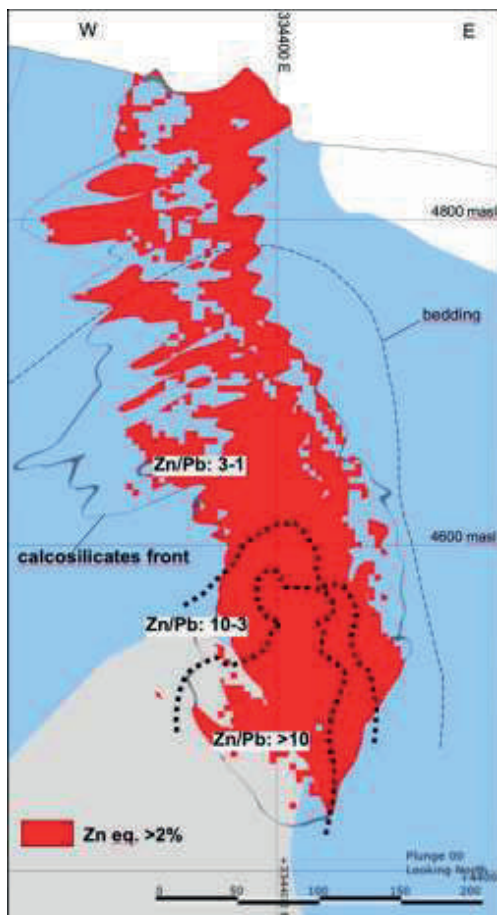 W
334400 E
E
4800 masl
bedding
Zn/Pb: 3-1
calcosilicates front
4600 masl
Zn/Pb: 10-3
Zn/Pb: >10
Zn eq. >2%
Plunge 00
Looking North
0
50
100
150
200